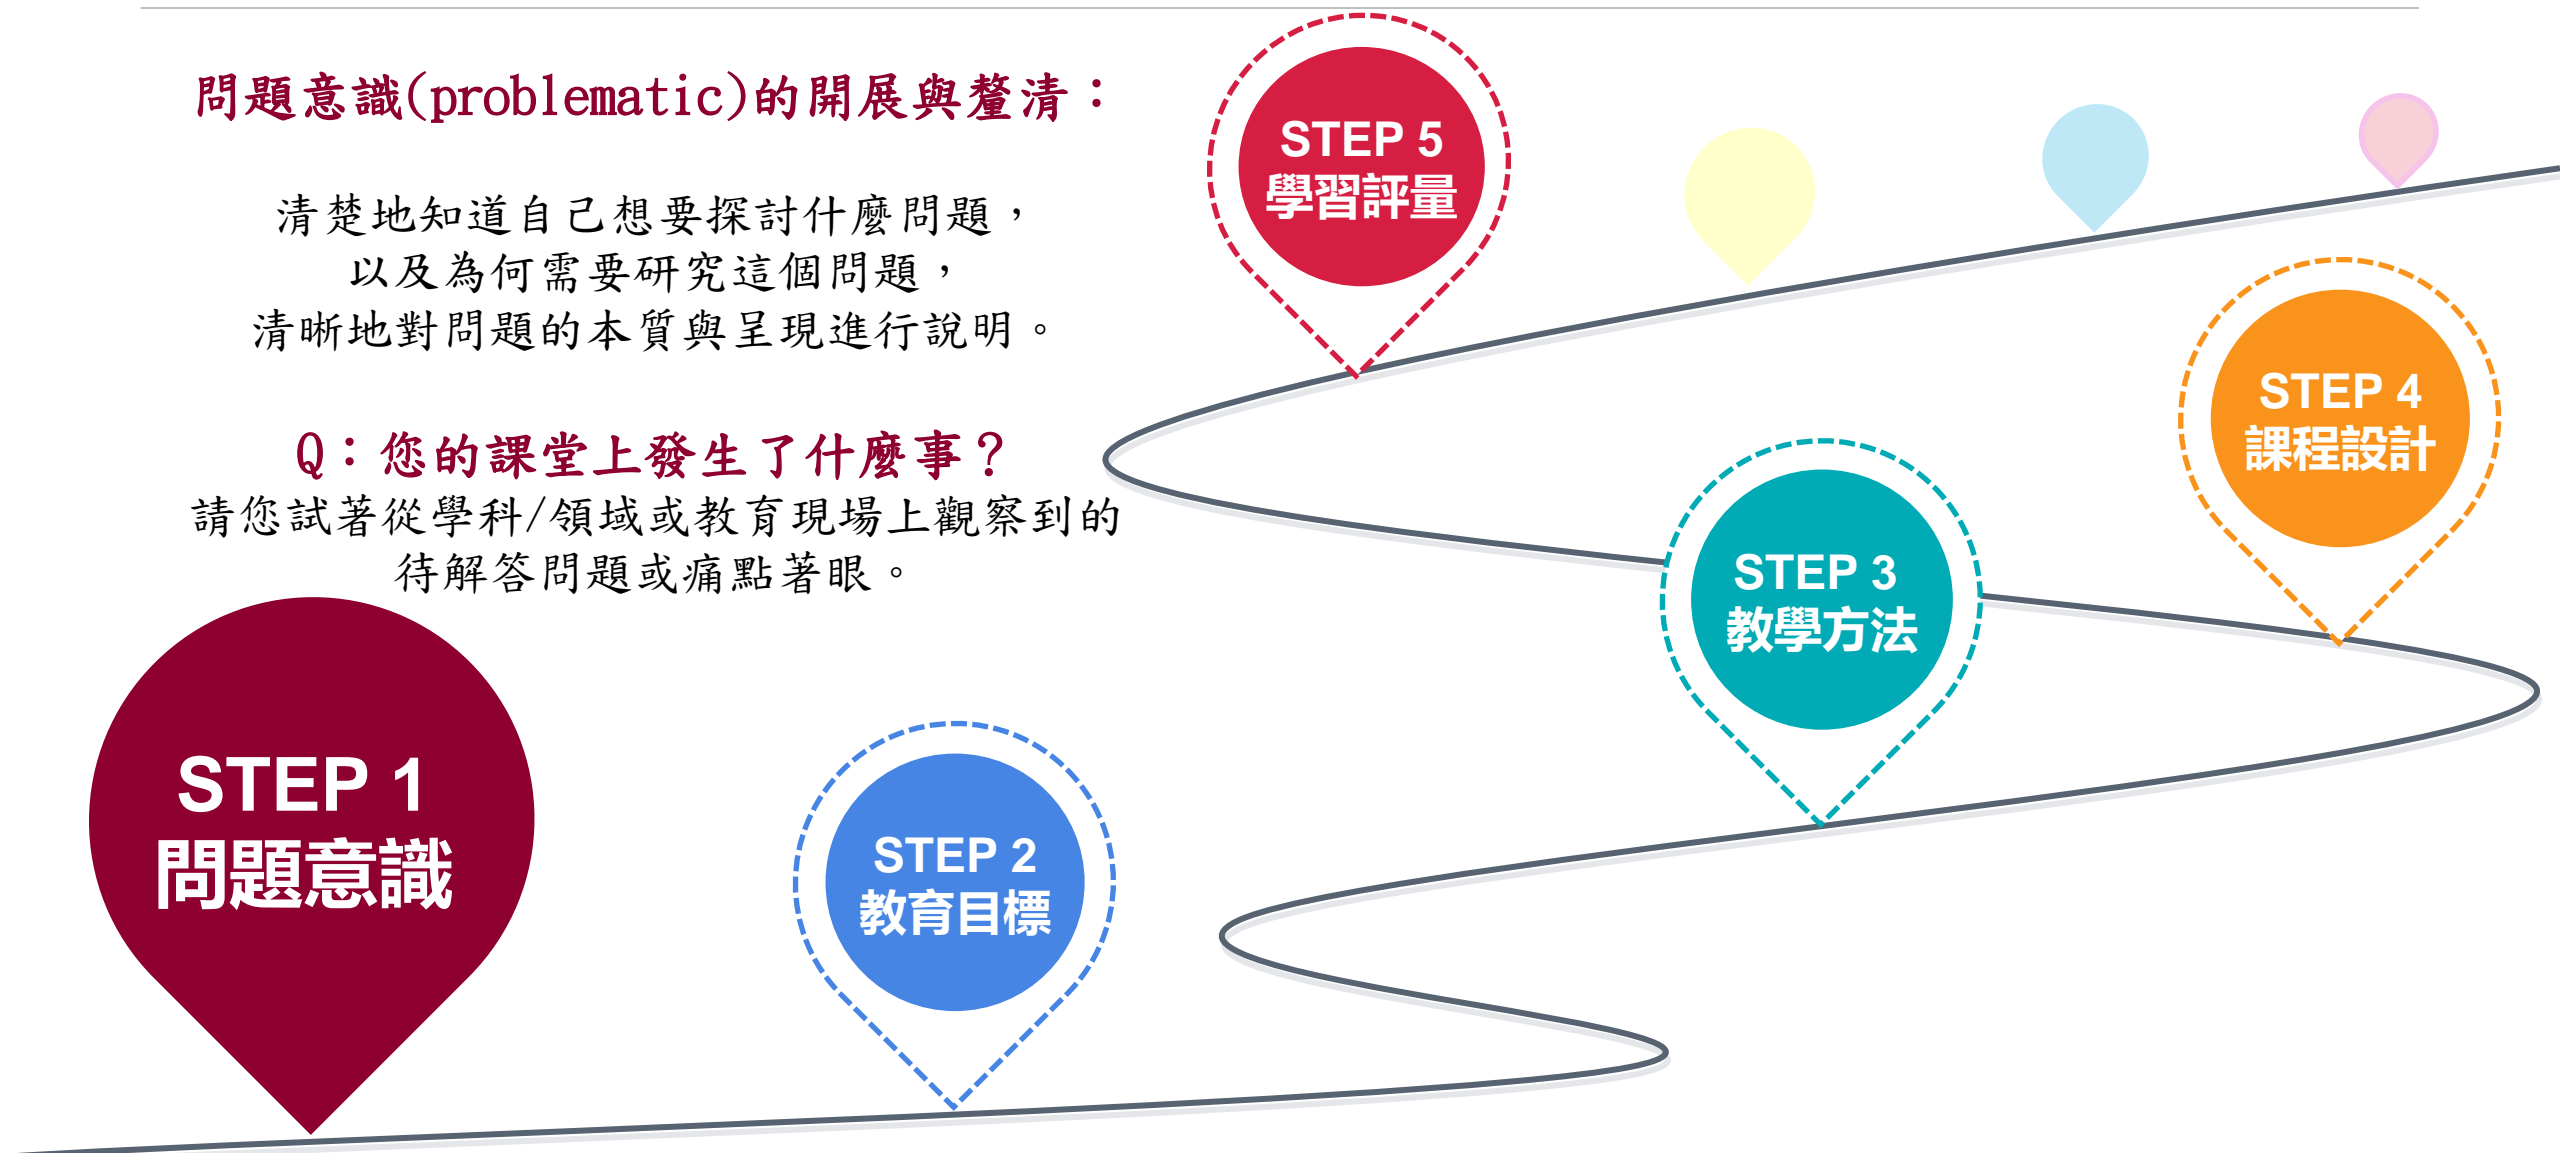 問題意識(problematic)的開展與釐清：
清楚地知道自己想要探討什麼問題，
以及為何需要研究這個問題，
清晰地對問題的本質與呈現進行說明。
Q：您的課堂上發生了什麼事？
請您試著從學科/領域或教育現場上觀察到的
待解答問題或痛點著眼。
STEP 1
問題意識
STEP 2
教育目標
STEP 3
教學方法
STEP 4
課程設計
STEP 5
學習評量